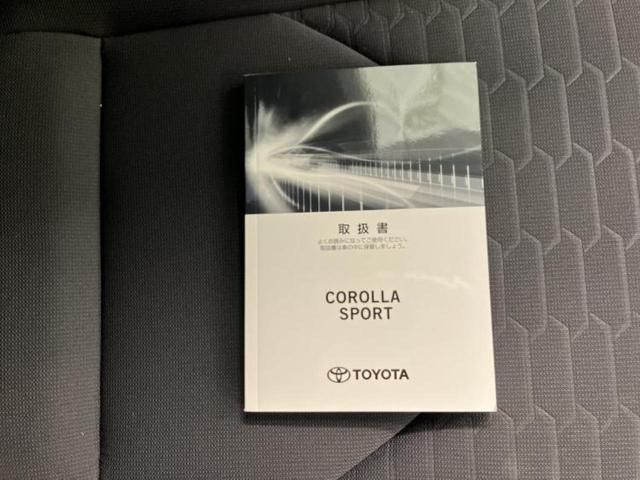 取扱書
よくお読みになってご使用ください。
取扱書は車の中に保管しましょう。
COROLLA
SPORT
TOYOTA